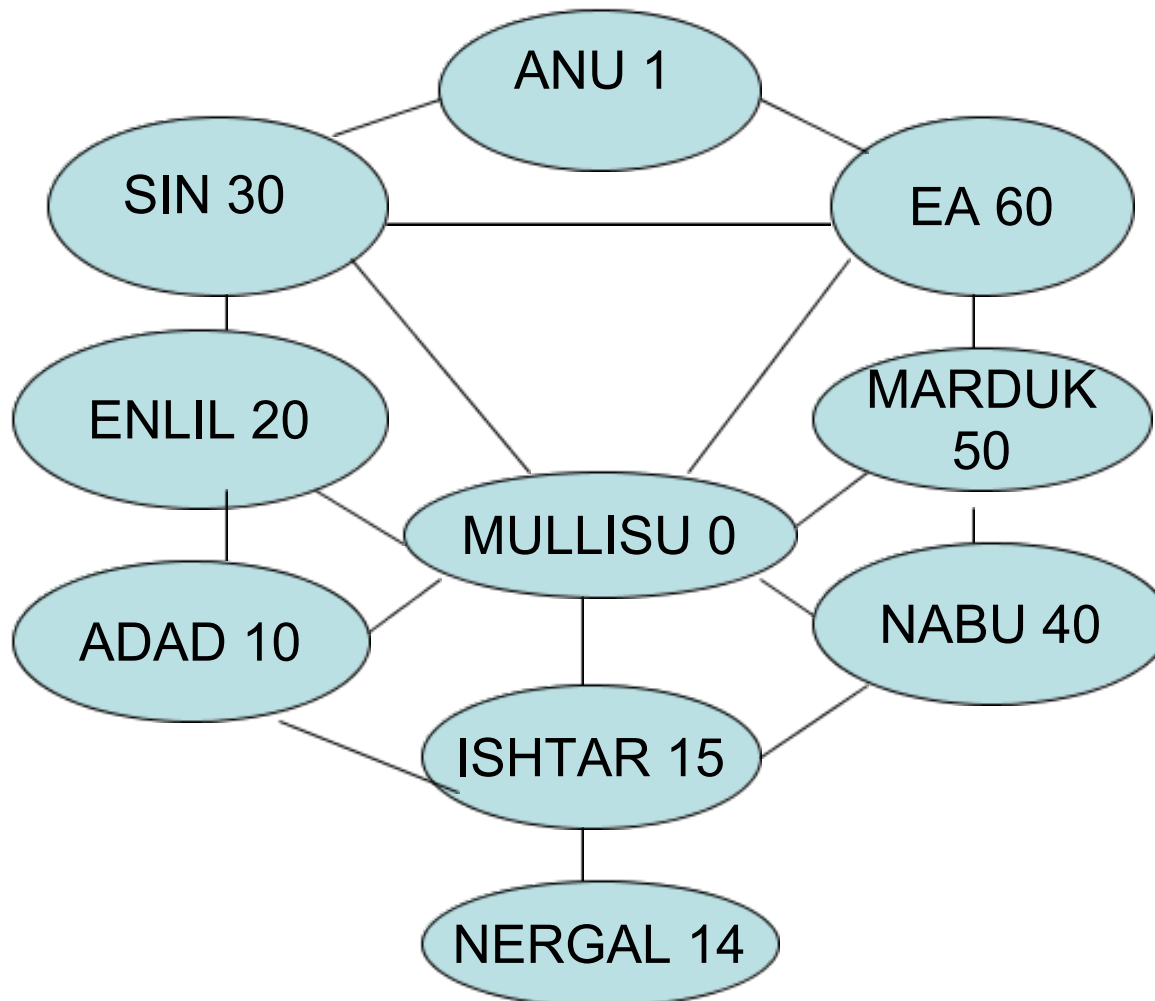 ANU 1
SIN 30
EA 60
ENLIL 20
MARDUK
50
MULLISU 0
ADAD 10
NABU 40
ISHTAR 15
NERGAL 14